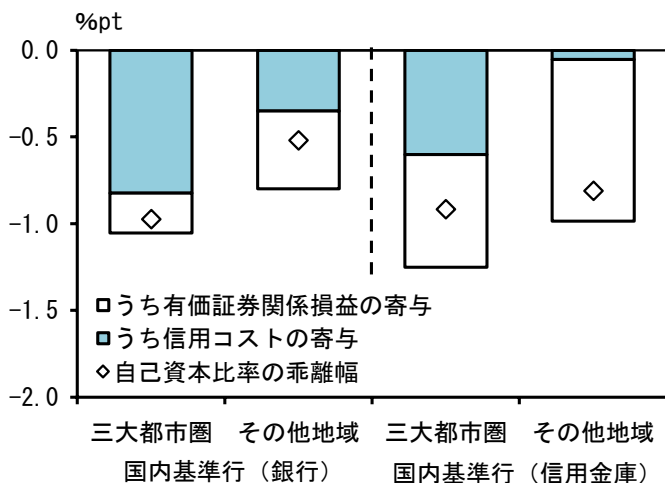 %pt
0.0
-0.5
-1.0
-1.5
-2.0
うち有価証券関係損益の寄与
うち信用コストの寄与
自己資本比率の乖離幅
三大都市圏 その他地域 三大都市圏 その他地域
国内基準行（銀行） 国内基準行（信用金庫）